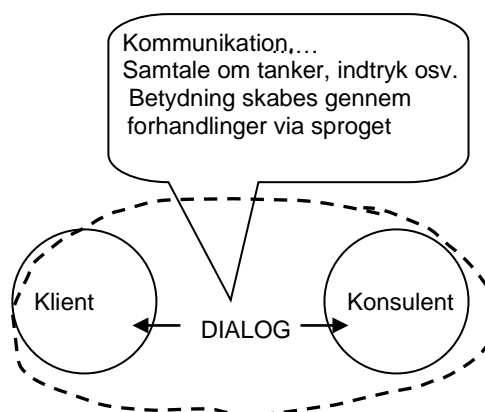 Kommunikation,...…
Samtale om tanker, indtryk osv.
Betydning skabes gennem
forhandlinger via sproget
Klient
Konsulent
DIALOG